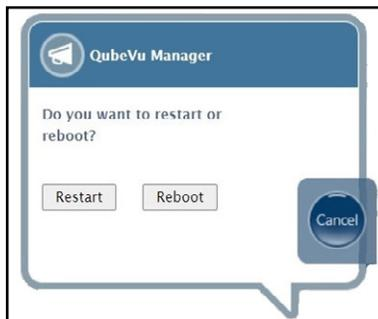 QubeVu Manager
Do you want to restart or
reboot?
Restart
Reboot
Cancel